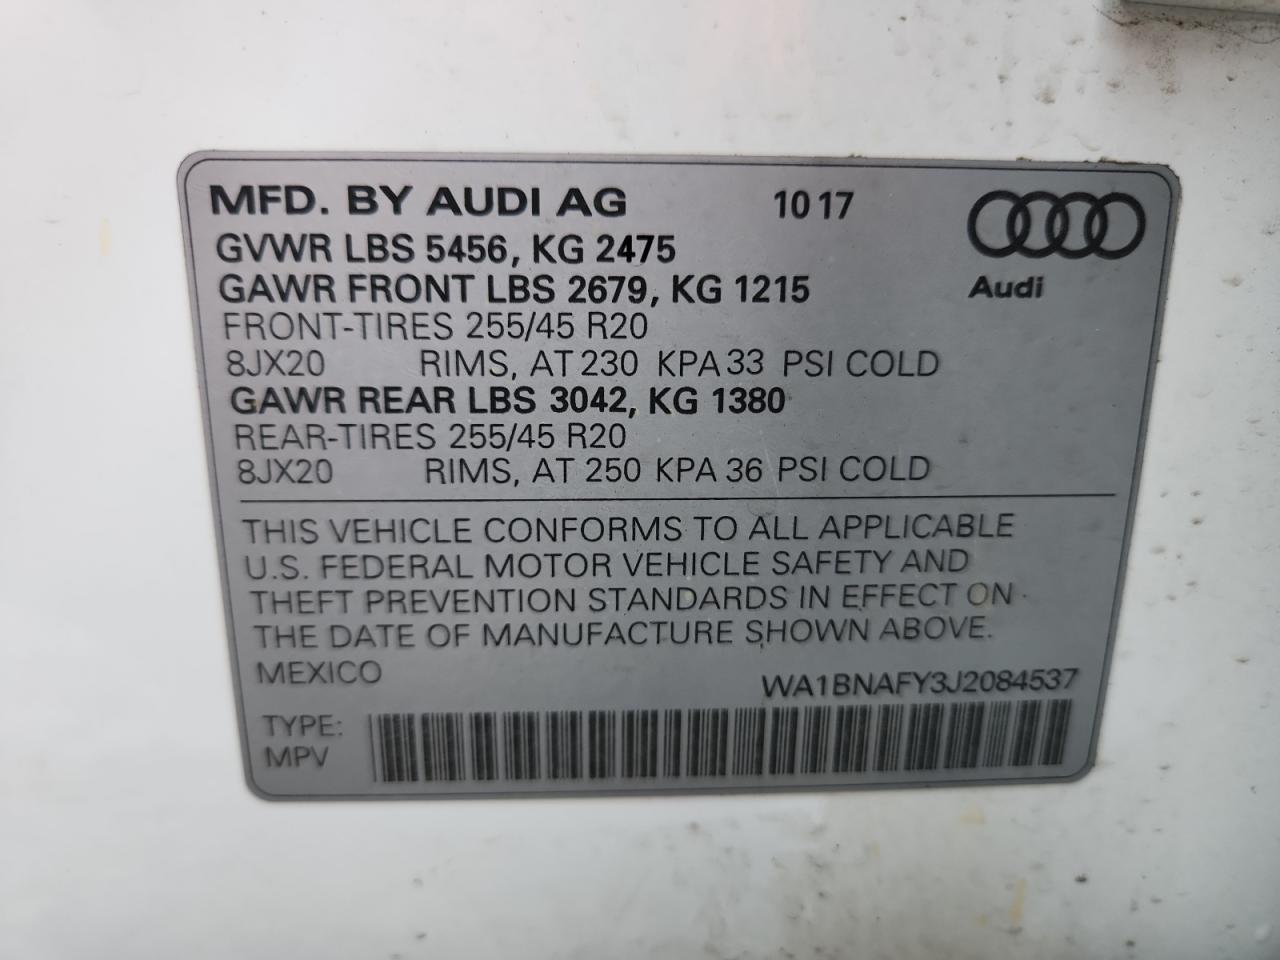 MFD. BY AUDI AG 10 17
GVWR LBS 5456, KG 2475
Audi
GAWR FRONT LBS 2679, KG 1215
FRONT-TIRES 255/45 R20
8JX20 RIMS, AT 230 KPA 33 PSI COLD
GAWR REAR LBS 3042, KG 1380
REAR-TIRES 255/45 R20
8JX20 RIMS, AT 250 KPA 36 PSI COLD
THIS VEHICLE CONFORMS TO ALL APPLICABLE
U.S. FEDERAL MOTOR VEHICLE SAFETY AND
THEFT PREVENTION STANDARDS IN EFFECT ON
THE DATE OF MANUFACTURE SHOWN ABOVE.
MEXICO WA1BNAFY3J2084537
TYPE:
MPV